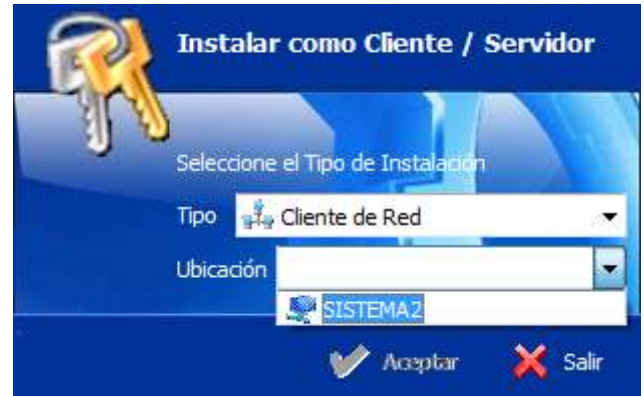 Instalar como Cliente / Servidor
Seleccione el Tipo de Instalación
Tipo Cliente de Red
Ubicación
SISTEMA2
Aceptar Salir